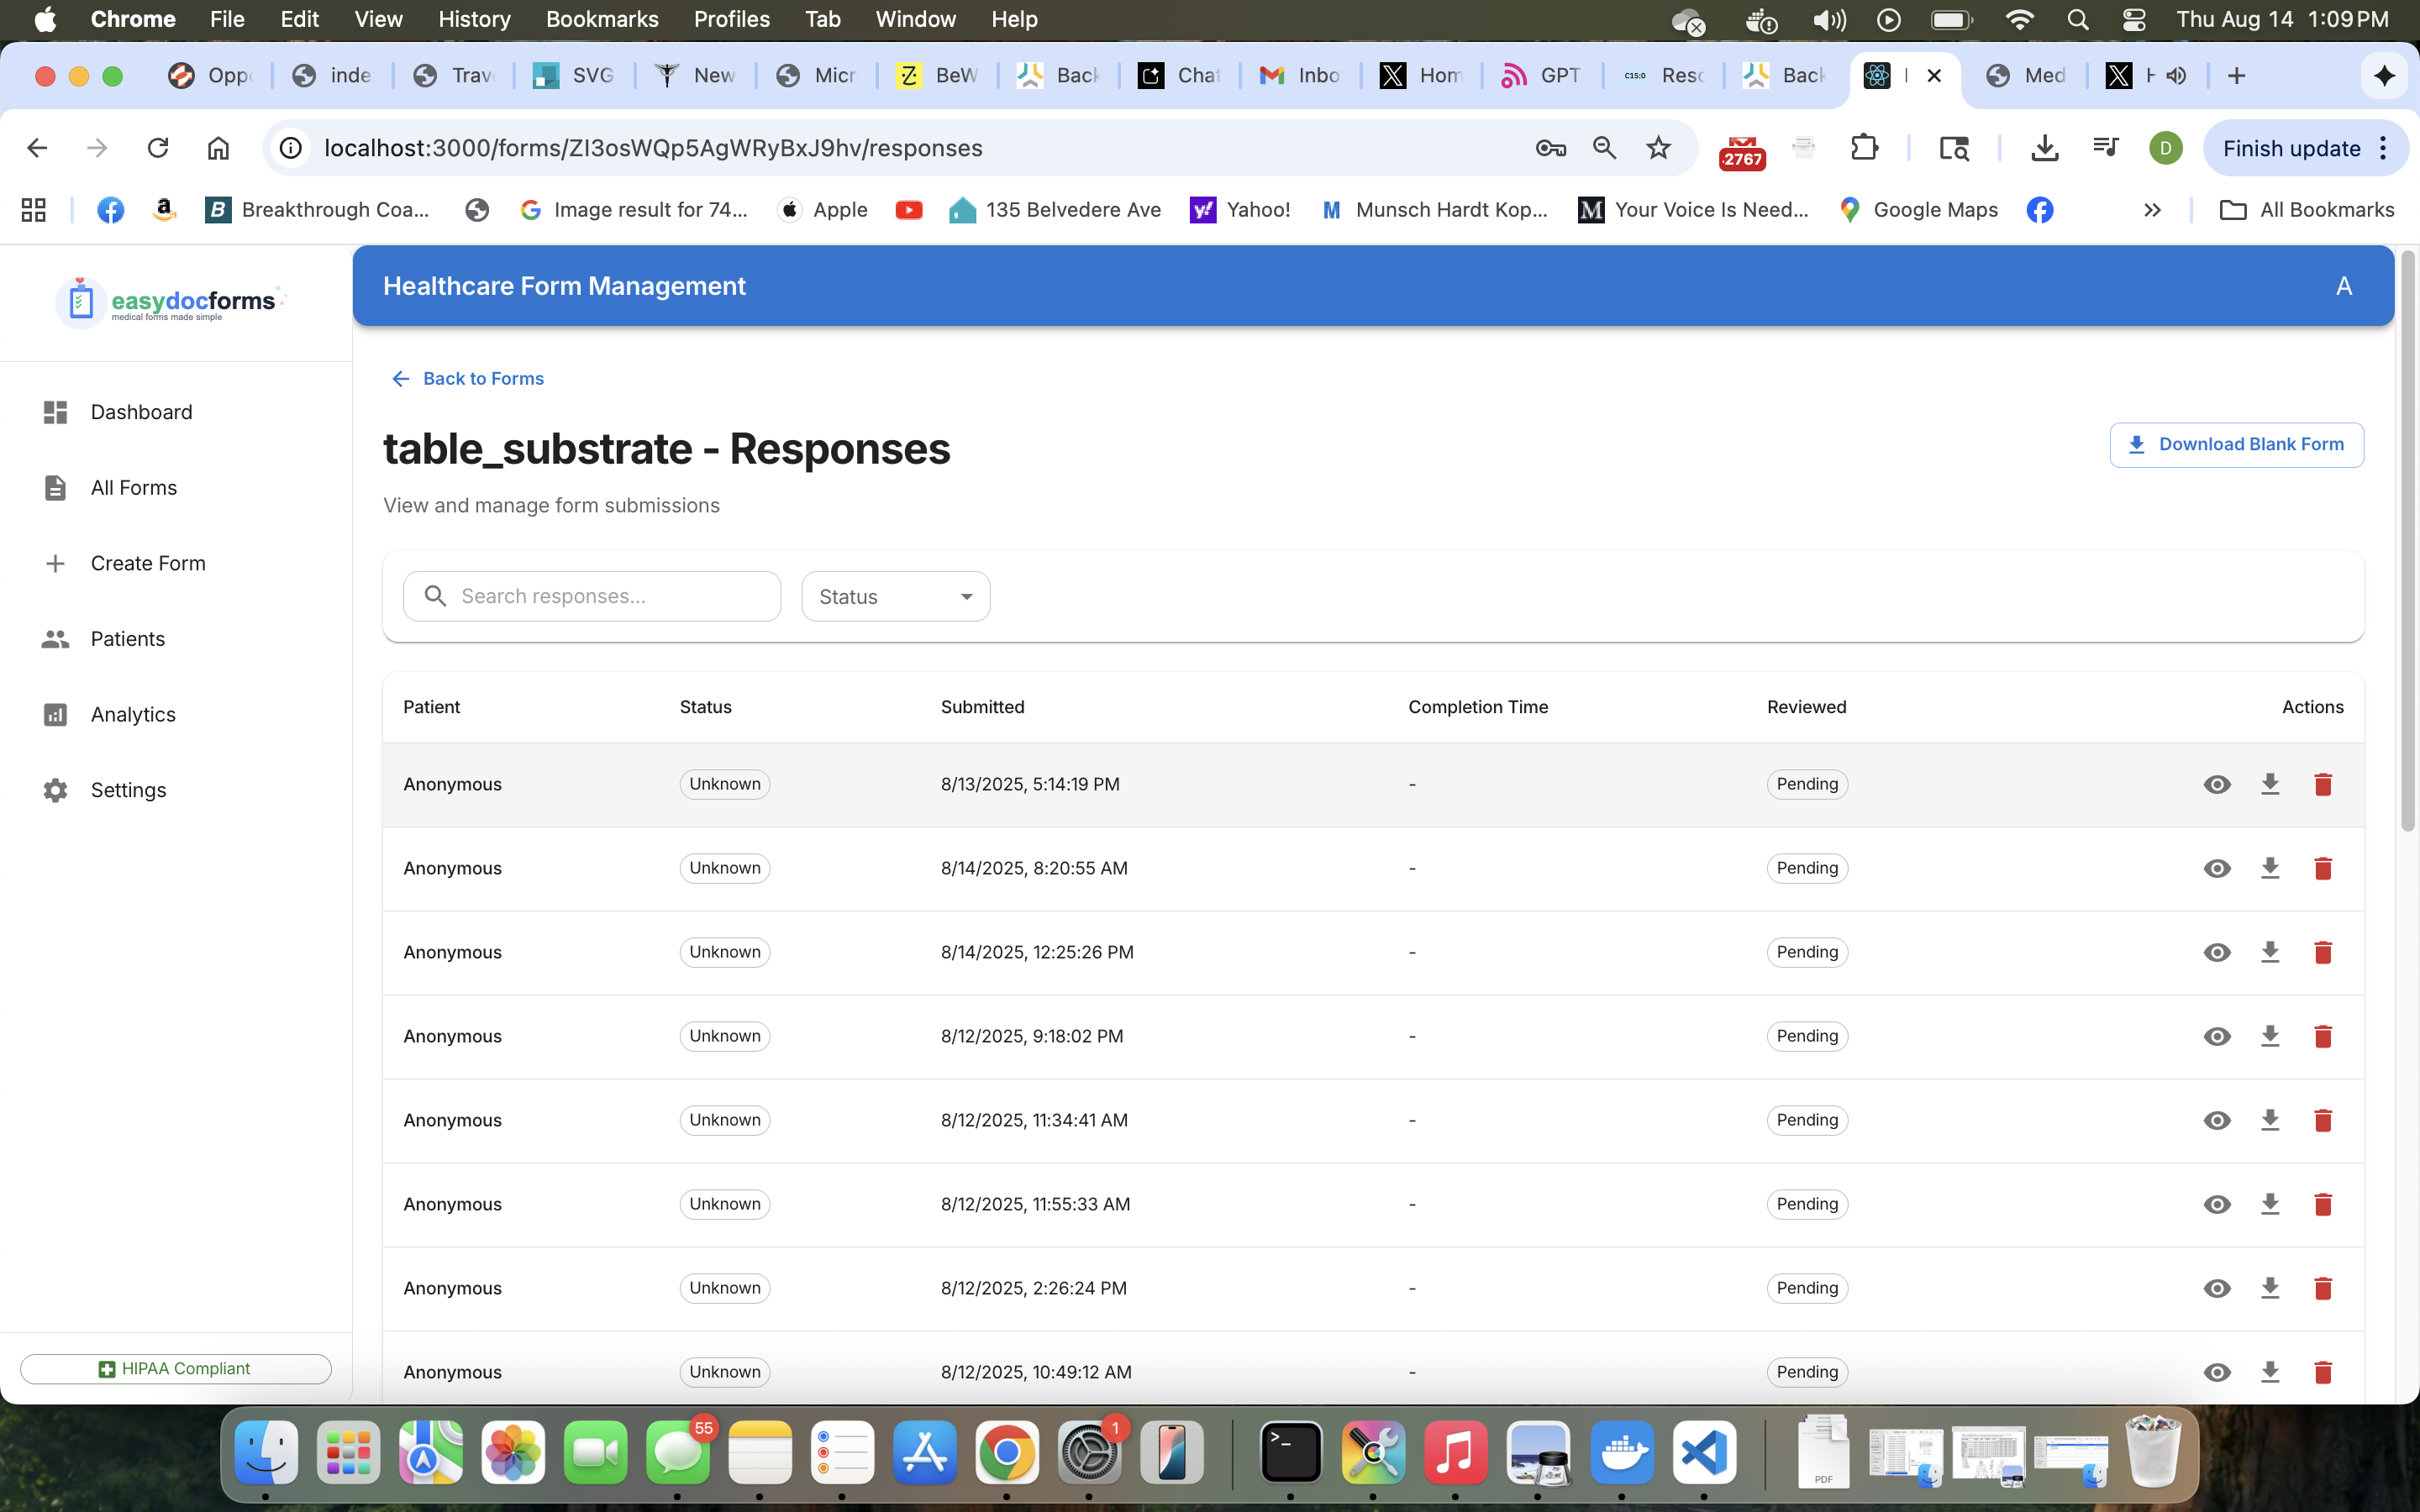 Chrome File Edit View History Bookmarks Profiles Tab Window Help Thu Aug 14 1:09 PM
Oppo inde Trav SVG New Micr BeW Back Chat Inbo Hom GPT C15:0 Reso Back Med
localhost:3000/forms/ZI3osWQp5AgWRyBxJ9hv/responses 2767 D Finish update
Breakthrough Coa... Image result for 74... Apple 135 Belvedere Ave Yahoo! Munsch Hardt Kop... Your Voice Is Need... Google Maps » All Bookmarks
easydocforms
medical forms made simple
Healthcare Form Management A
Dashboard
All Forms
Create Form
Patients
Analytics
Settings
HIPAA Compliant
Back to Forms
table_substrate - Responses
Download Blank Form
View and manage form submissions
Search responses... Status
Patient Status Submitted Completion Time Reviewed Actions
Anonymous Unknown 8/13/2025, 5:14:19 PM - Pending
Anonymous Unknown 8/14/2025, 8:20:55 AM - Pending
Anonymous Unknown 8/14/2025, 12:25:26 PM - Pending
Anonymous Unknown 8/12/2025, 9:18:02 PM - Pending
Anonymous Unknown 8/12/2025, 11:34:41 AM - Pending
Anonymous Unknown 8/12/2025, 11:55:33 AM - Pending
Anonymous Unknown 8/12/2025, 2:26:24 PM - Pending
Anonymous Unknown 8/12/2025, 10:49:12 AM - Pending
55 1 PDF